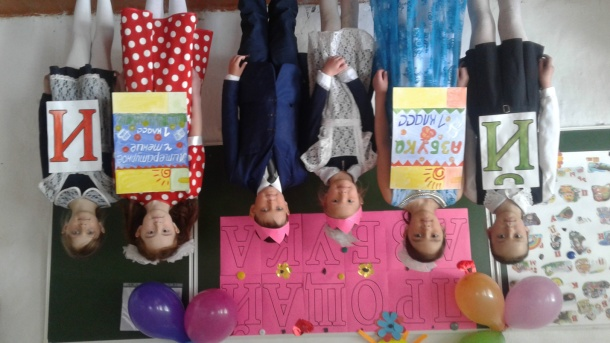 ПРОЩАЙ
АЗБУКА
Й
АЗБУКА
1 класс
Литературное
чтение
1 класс
И